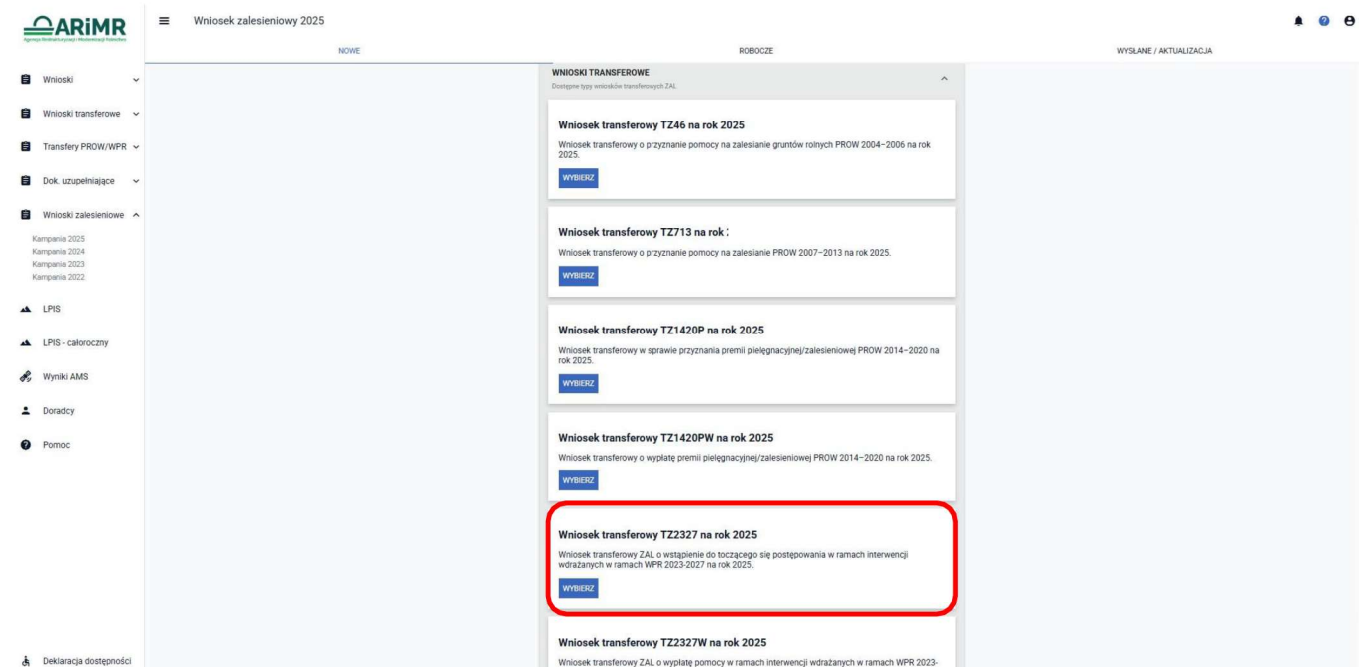 ARiMR
Agencja Restrukturyzacji i Modernizacji Rolnictwa
Wniosek zalesieniowy 2025
NOWE
ROBOCZE
WYSŁANE / AKTUALIZACJA
Wnioski
Wnioski transferowe
Transfery PROW/WPR
Dok. uzupełniające
Wnioski zalesieniowe
Kampania 2025
Kampania 2024
Kampania 2023
Kampania 2022
LPIS
LPIS - całoroczny
Wyniki AMS
Doradcy
Pomoc
Deklaracja dostępności
WNIOSKI TRANSFEROWE
Dostępne typy wniosków transferowych ZAL
Wniosek transferowy TZ46 na rok 2025
Wniosek transferowy o przyznanie pomocy na zalesianie gruntów rolnych PROW 2004–2006 na rok
2025.
WYBIERZ
Wniosek transferowy TZ713 na rok
Wniosek transferowy o przyznanie pomocy na zalesianie PROW 2007–2013 na rok 2025.
WYBIERZ
Wniosek transferowy TZ1420P na rok 2025
Wniosek transferowy w sprawie przyznania premii pielęgnacyjnej/zalesieniowej PROW 2014–2020 na
rok 2025.
WYBIERZ
Wniosek transferowy TZ1420PW na rok 2025
Wniosek transferowy o wypłatę premii pielęgnacyjnej/zalesieniowej PROW 2014–2020 na rok 2025.
WYBIERZ
Wniosek transferowy TZ2327 na rok 2025
Wniosek transferowy ZAL o wstąpienie do toczącego się postępowania w ramach interwencji
wdrażanych w ramach WPR 2023-2027 na rok 2025.
WYBIERZ
Wniosek transferowy TZ2327W na rok 2025
Wniosek transferowy ZAL o wypłatę pomocy w ramach interwencji wdrażanych w ramach WPR 2023-